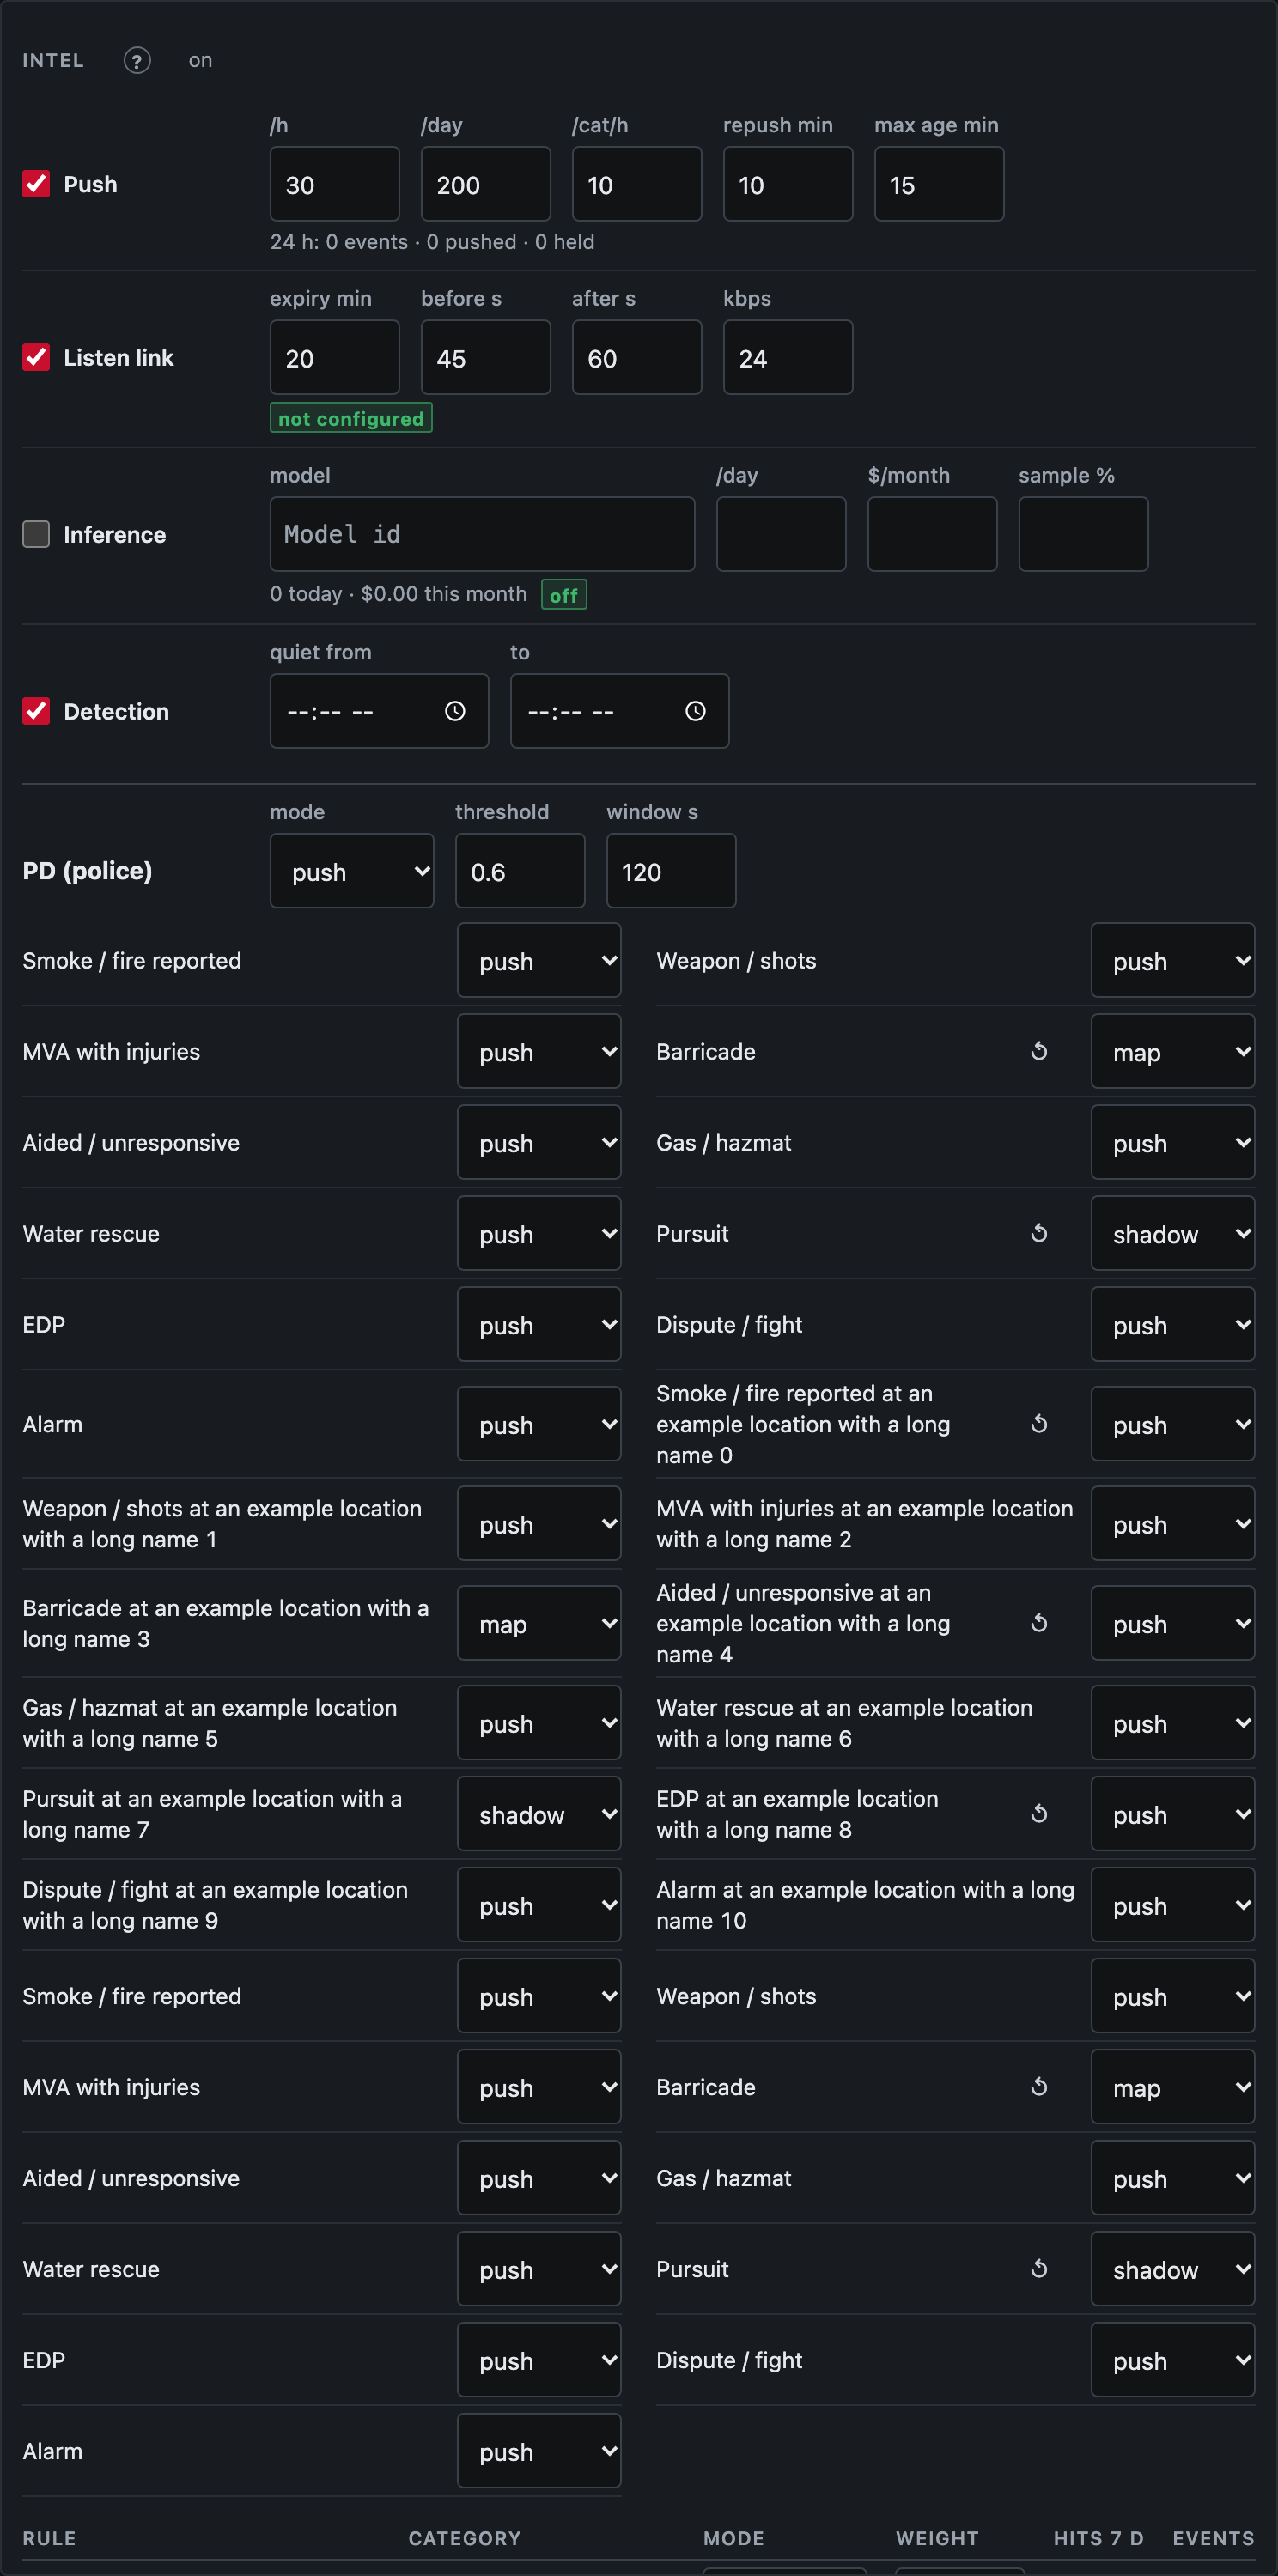 INTEL ? on
/h /day /cat/h repush min max age min
Push 30 200 10 10 15
24 h: 0 events · 0 pushed · 0 held
expiry min before s after s kbps
Listen link 20 45 60 24
not configured
model /day $/month sample %
Inference Model id
0 today · $0.00 this month off
quiet from to
Detection --:-- -- --:-- --
mode threshold window s
PD (police) push 0.6 120
Smoke / fire reported push Weapon / shots push
MVA with injuries push Barricade map
Aided / unresponsive push Gas / hazmat push
Water rescue push Pursuit shadow
EDP push Dispute / fight push
Alarm push
Smoke / fire reported at an
example location with a long
name 0
push
Weapon / shots at an example location
with a long name 1
push
MVA with injuries at an example location
with a long name 2
push
Barricade at an example location with a
long name 3
map
Aided / unresponsive at an
example location with a long
name 4
push
Gas / hazmat at an example location
with a long name 5
push
Water rescue at an example location
with a long name 6
push
Pursuit at an example location with a
long name 7
shadow
EDP at an example location
with a long name 8
push
Dispute / fight at an example location
with a long name 9
push
Alarm at an example location with a long
name 10
push
Smoke / fire reported push Weapon / shots push
MVA with injuries push Barricade map
Aided / unresponsive push Gas / hazmat push
Water rescue push Pursuit shadow
EDP push Dispute / fight push
Alarm push
RULE CATEGORY MODE WEIGHT HITS 7 D EVENTS